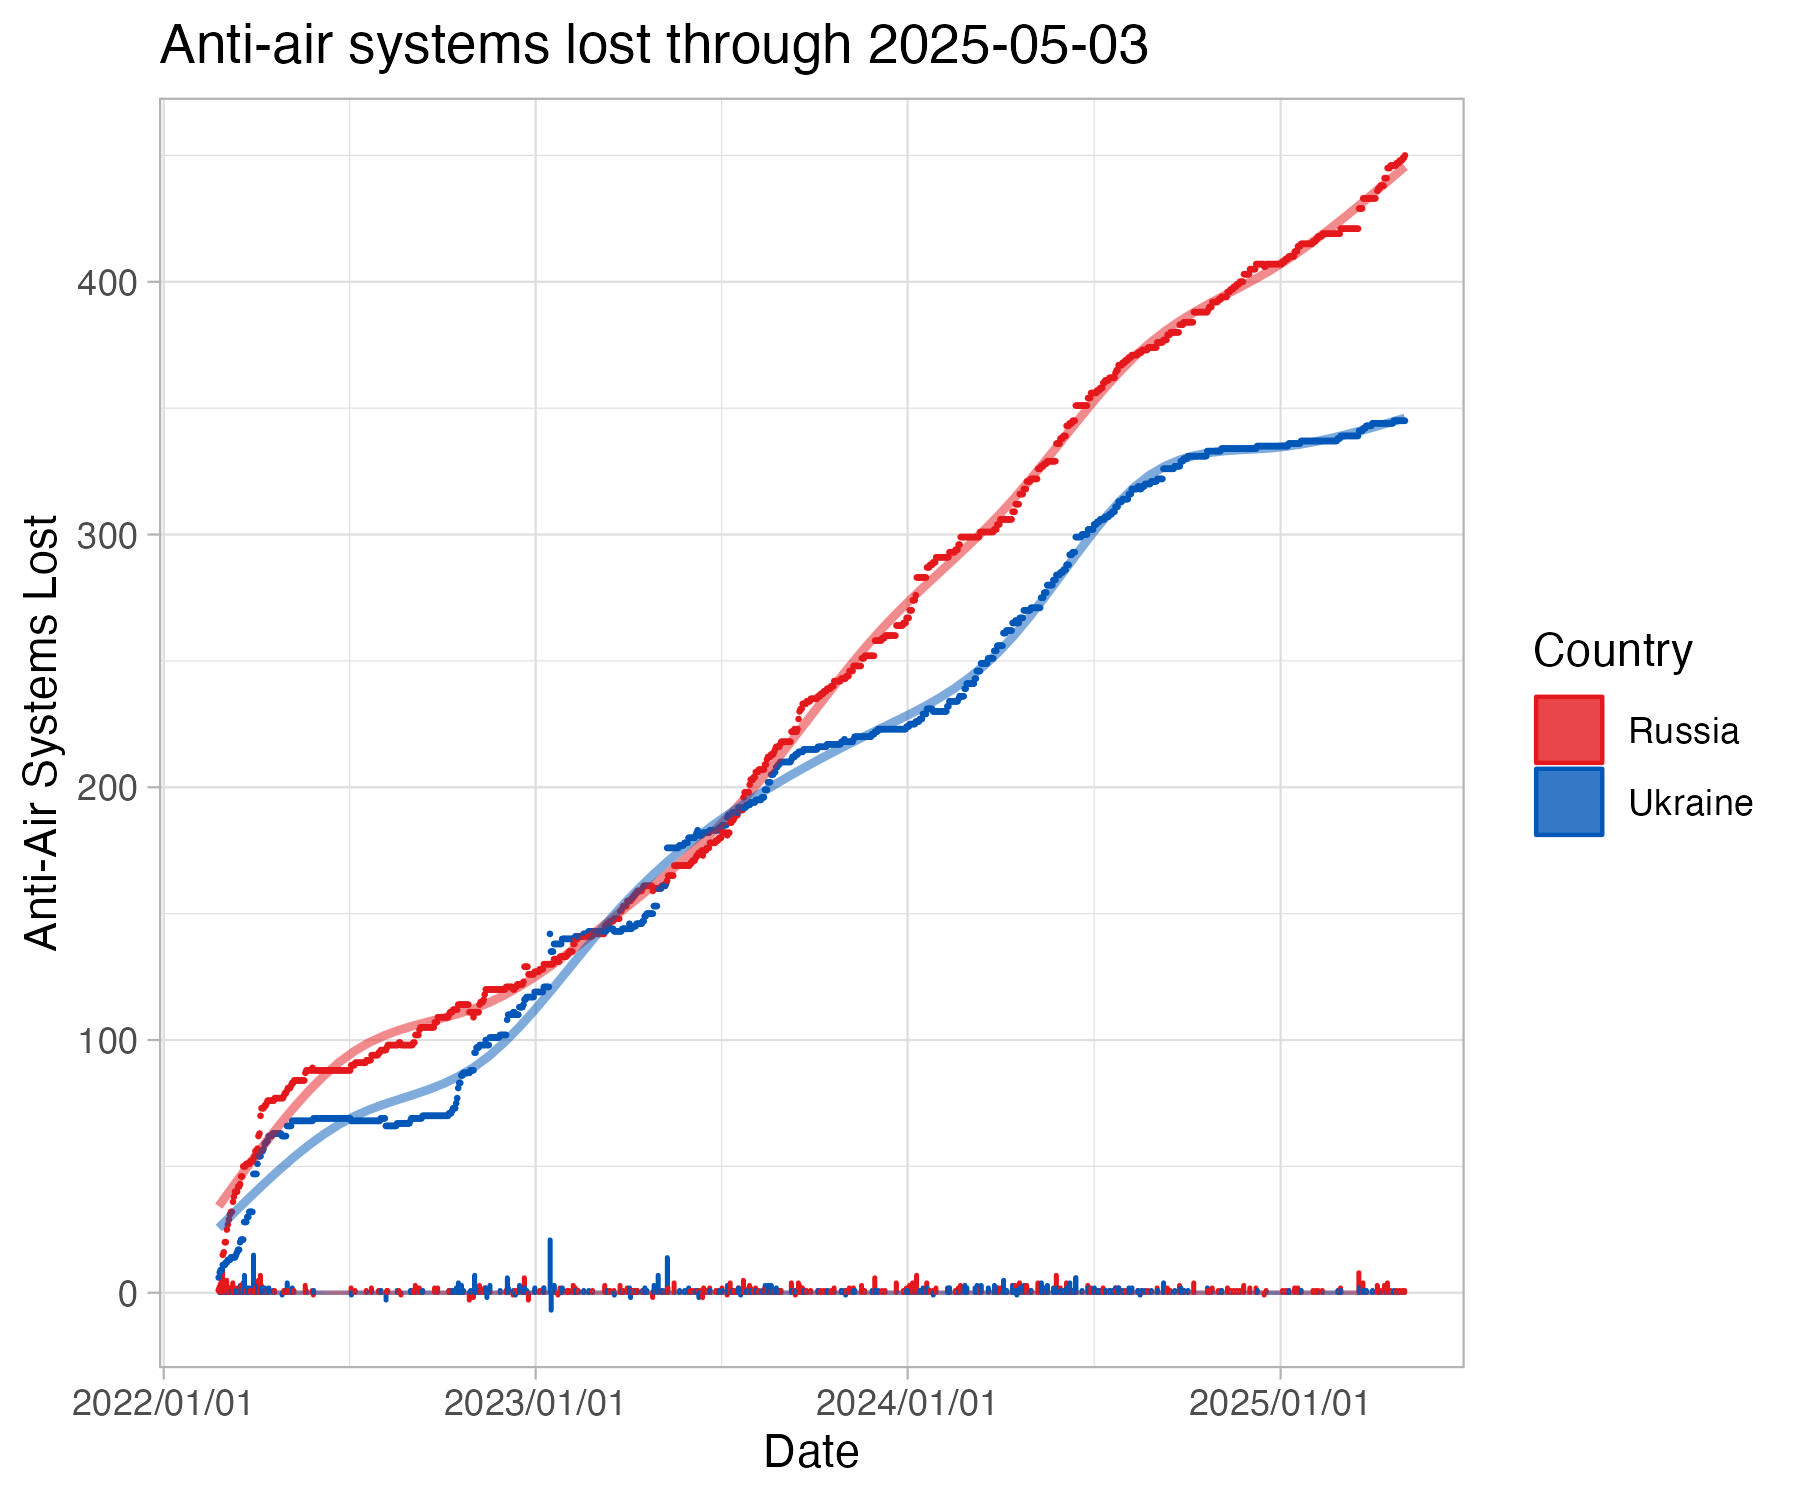 Anti-air systems lost through 2025-05-03
Anti-Air Systems Lost
400
300
200
100
0
2022/01/01
2023/01/01
2024/01/01
2025/01/01
Date
Country
Russia
Ukraine